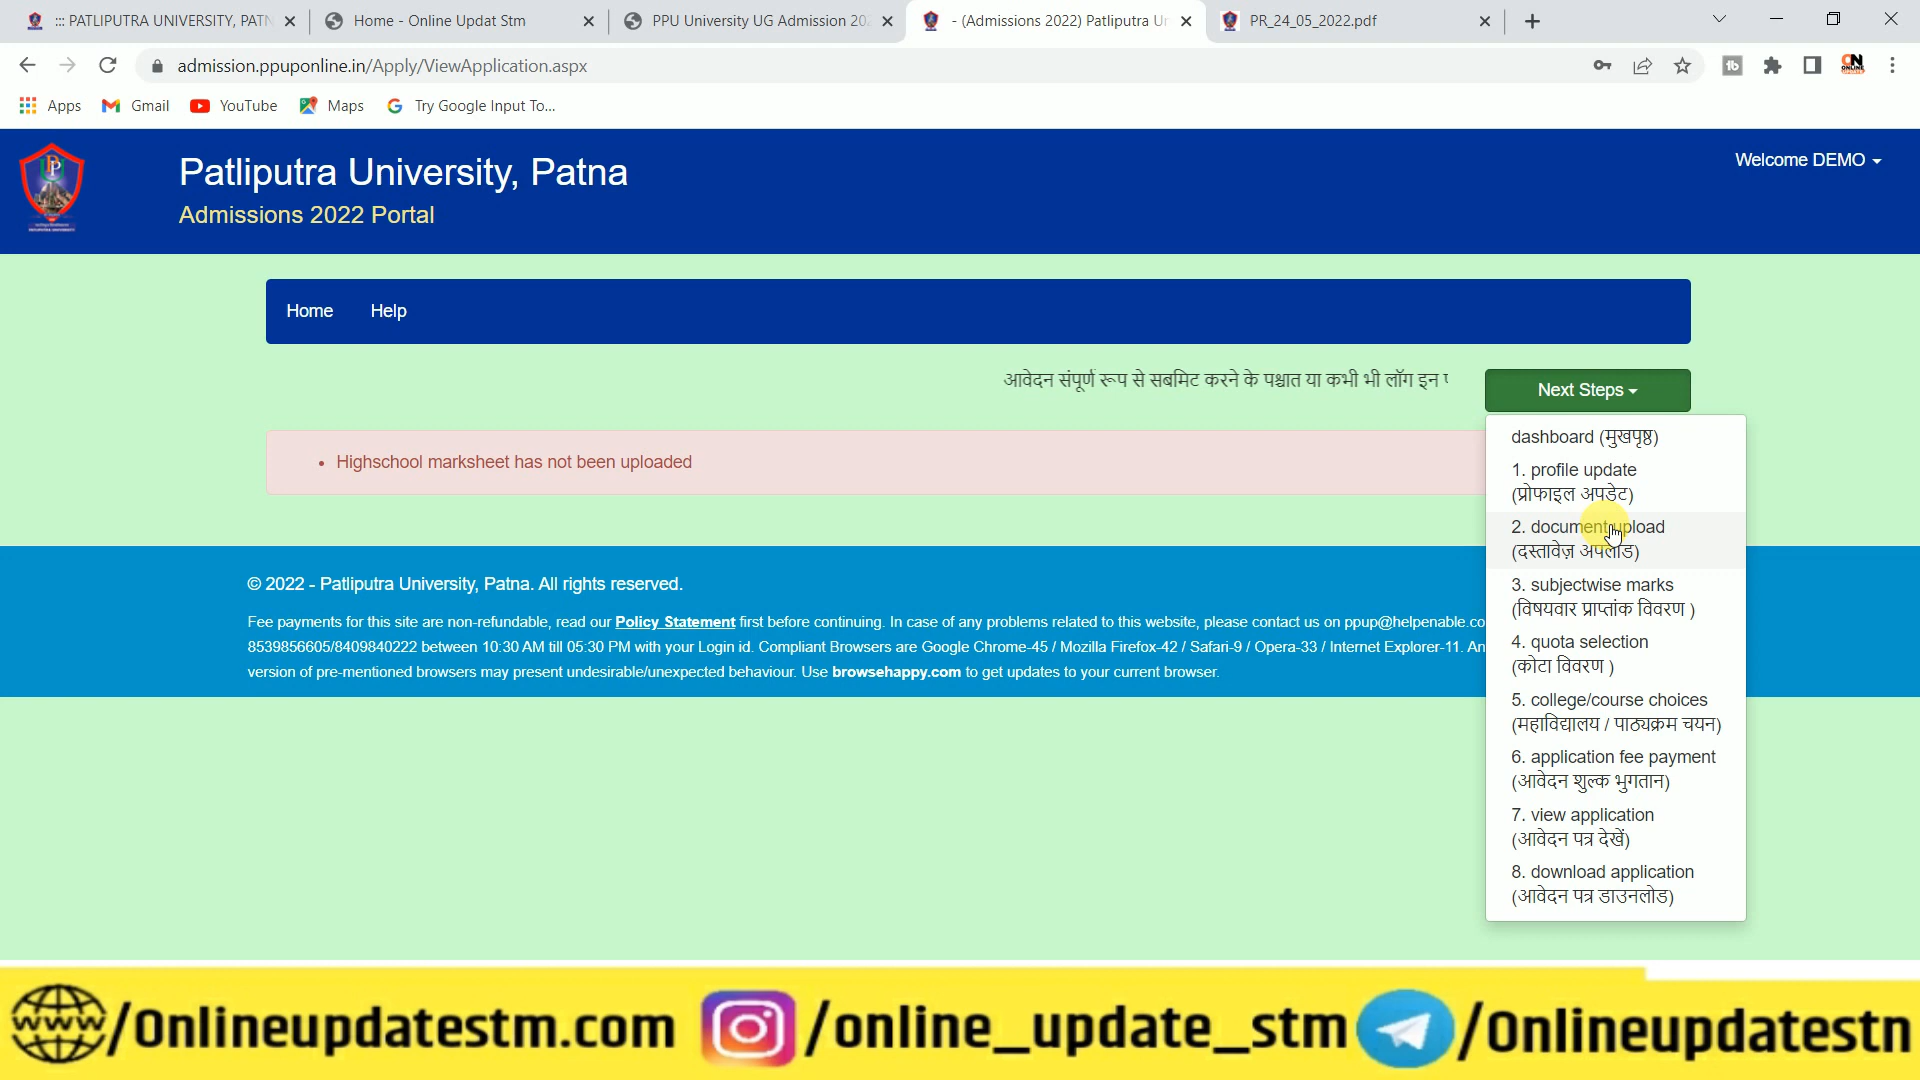 ::: PATLIPUTRA UNIVERSITY, PATN
Home - Online Updat Stm
PPU University UG Admission 202
- (Admissions 2022) Patliputra Un
PR_24_05_2022.pdf
admission.ppuponline.in/Apply/ViewApplication.aspx
Apps
Gmail
YouTube
Maps
Try Google Input To...
Patliputra University, Patna
Admissions 2022 Portal
Welcome DEMO
Home
Help
आवेदन संपूर्ण रूप से सबमिट करने के पश्चात या कभी भी लॉग इन
Next Steps
Highschool marksheet has not been uploaded
dashboard (मुखपृष्ठ)
1. profile update
(प्रोफाइल अपडेट)
2. document upload
(दस्तावेज़ अपलोड)
3. subjectwise marks
(विषयवार प्राप्तांक विवरण )
4. quota selection
(कोटा विवरण )
5. college/course choices
(महाविद्यालय / पाठ्यक्रम चयन)
6. application fee payment
(आवेदन शुल्क भुगतान)
7. view application
(आवेदन पत्र देखें)
8. download application
(आवेदन पत्र डाउनलोड)
© 2022 - Patliputra University, Patna. All rights reserved.
Fee payments for this site are non-refundable, read our Policy Statement first before continuing. In case of any problems related to this website, please contact us on ppup@helpenable.co
8539856605/8409840222 between 10:30 AM till 05:30 PM with your Login id. Compliant Browsers are Google Chrome-45 / Mozilla Firefox-42 / Safari-9 / Opera-33 / Internet Explorer-11. An
version of pre-mentioned browsers may present undesirable/unexpected behaviour. Use browsehappy.com to get updates to your current browser.
www/Onlineupdatestm.com
/online_update_stm
/Onlineupdatestn